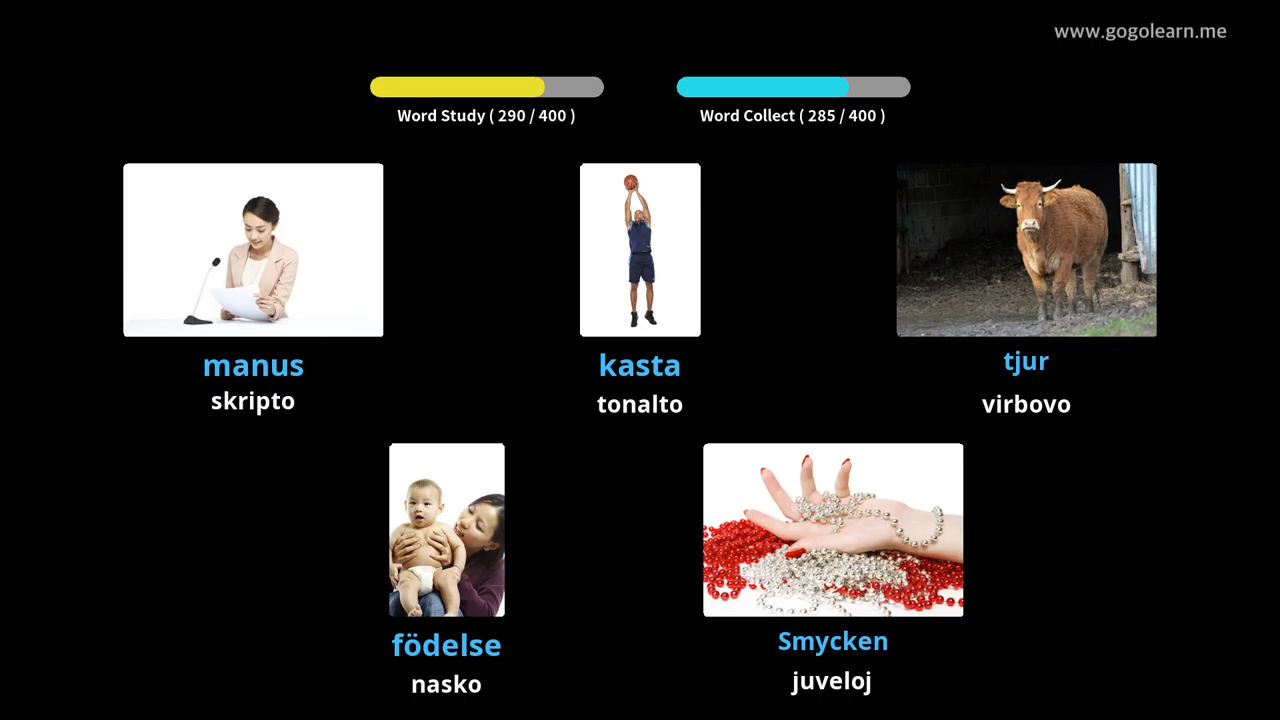 www.gogolearn.me
Word Study ( 290 / 400 )
Word Collect ( 285 / 400 )
manus
skripto
kasta
tonalto
tjur
virbovo
födelse
nasko
Smycken
juveloj